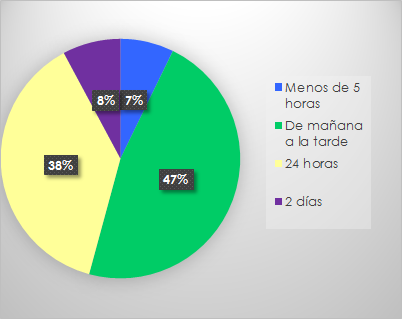 8%
7%
38%
47%
Menos de 5
horas
De mañana
a la tarde
24 horas
2 días